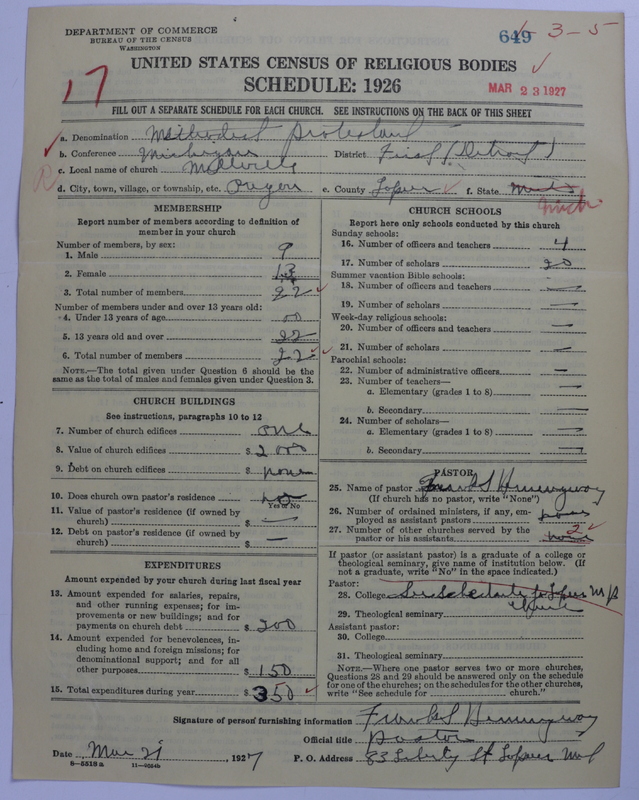 DEPARTMENT OF COMMERCE
BUREAU OF THE CENSUS
WASHINGTON
649 1-3-5
UNITED STATES CENSUS OF RELIGIOUS BODIES
SCHEDULE: 1926
17
MAR 23 1927
FILL OUT A SEPARATE SCHEDULE FOR EACH CHURCH. SEE INSTRUCTIONS ON THE BACK OF THIS SHEET
a. Denomination Methodist Protestant
b. Conference Michigan District First (Detroit)
c. Local name of church
d. City, town, village, or township, etc. Oregon e. County Lapeer f. State Mich
Mich
R
MEMBERSHIP
Report number of members according to definition of member in your church
Number of members, by sex:
1. Male 9
2. Female 13
3. Total number of members 22
Number of members under and over 13 years old:
4. Under 13 years of age 00
5. 13 years old and over 22
6. Total number of members 22
NOTE.—The total given under Question 6 should be the same as the total of males and females given under Question 3.
CHURCH BUILDINGS
See instructions, paragraphs 10 to 12
7. Number of church edifices one
8. Value of church edifices $ 2000
9. Debt on church edifices $ none
10. Does church own pastor's residence no
Yes or No
11. Value of pastor's residence (if owned by church) $ —
12. Debt on pastor's residence (if owned by church) $ —
EXPENDITURES
Amount expended by your church during last fiscal year
13. Amount expended for salaries, repairs, and other running expenses; for improvements or new buildings; and for payments on church debt $ 200
14. Amount expended for benevolences, including home and foreign missions; for denominational support; and for all other purposes $ 150
15. Total expenditures during year $ 350
CHURCH SCHOOLS
Report here only schools conducted by this church
Sunday schools:
16. Number of officers and teachers 4
17. Number of scholars 20
Summer vacation Bible schools:
18. Number of officers and teachers —
19. Number of scholars —
Week-day religious schools:
20. Number of officers and teachers —
21. Number of scholars —
Parochial schools:
22. Number of administrative officers —
23. Number of teachers—
a. Elementary (grades 1 to 8) —
b. Secondary —
24. Number of scholars—
a. Elementary (grades 1 to 8) —
b. Secondary —
PASTOR
25. Name of pastor Frank S Hemingway
(If church has no pastor, write "None")
26. Number of ordained ministers, if any, employed as assistant pastors none
27. Number of other churches served by the pastor or his assistants none 2
If pastor (or assistant pastor) is a graduate of a college or theological seminary, give name of institution below. (If not a graduate, write "No" in the space indicated.)
Pastor:
28. College See Schedule for Lapeer M P
Church
29. Theological seminary
Assistant pastor:
30. College
31. Theological seminary
NOTE.—Where one pastor serves two or more churches, Questions 28 and 29 should be answered only on the schedule for one of the churches; on the schedules for the other churches, write "See schedule for church."
Signature of person furnishing information Frank S Hemingway
Official title Pastor
Date Mar 21, 1927 P. O. Address 83 Liberty St Lapeer Mich
8—5518a 11—9554b